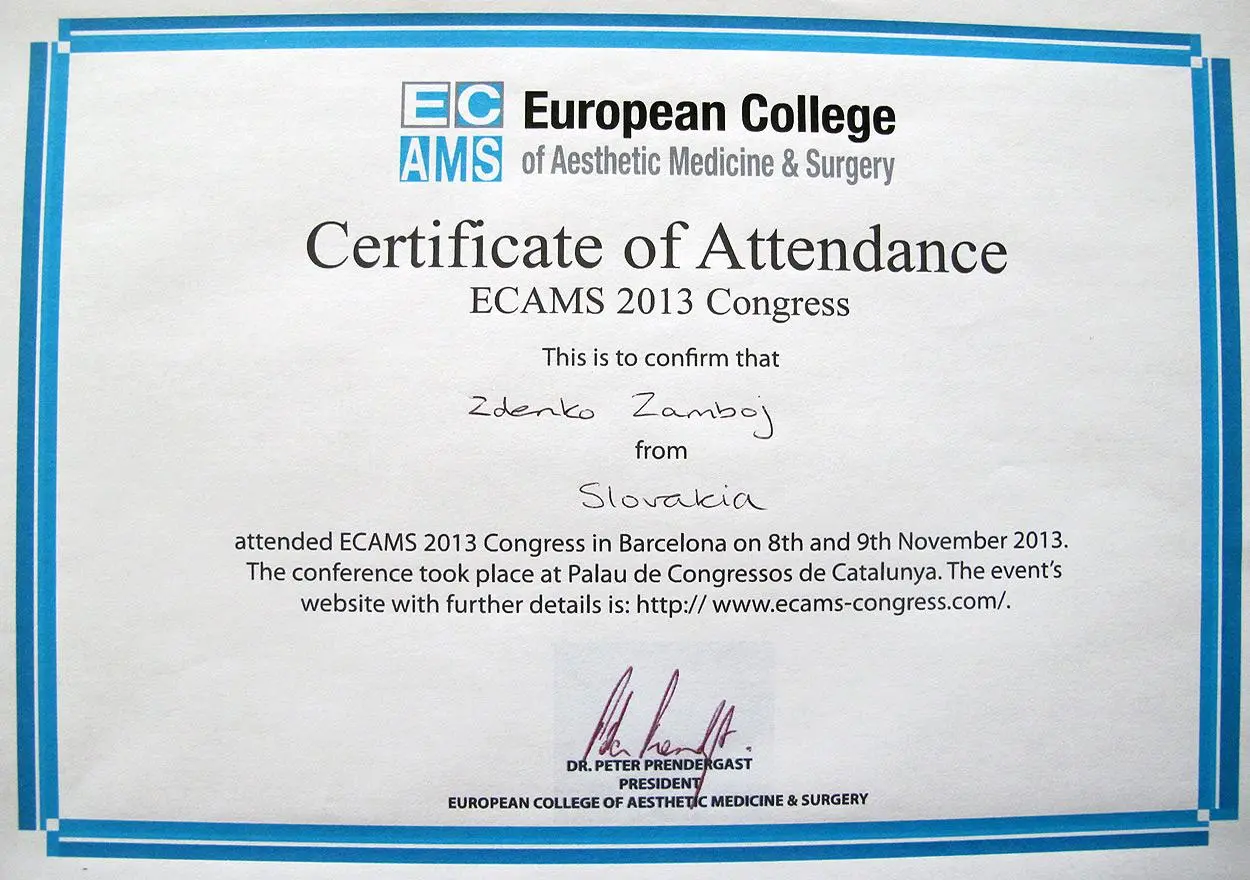 EC
AMS
European College
of Aesthetic Medicine & Surgery
Certificate of Attendance
ECAMS 2013 Congress
This is to confirm that
Zdenko Zamboj
from
Slovakia
attended ECAMS 2013 Congress in Barcelona on 8th and 9th November 2013.
The conference took place at Palau de Congressos de Catalunya. The event's
website with further details is: http:// www.ecams-congress.com/.
DR. PETER PRENDERGAST
PRESIDENT
EUROPEAN COLLEGE OF AESTHETIC MEDICINE & SURGERY